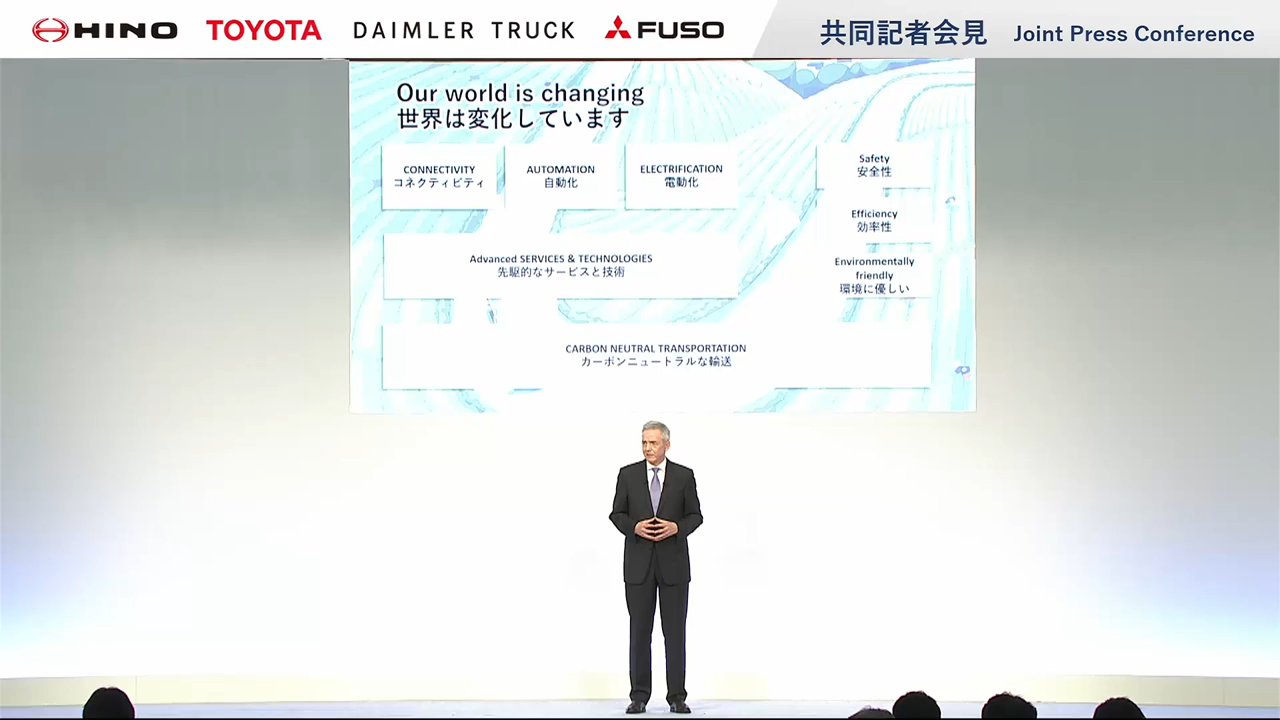 HINO TOYOTA DAIMLER TRUCK FUSO 共同記者会見 Joint Press Conference
Our world is changing
世界は変化しています
CONNECTIVITY
コネクティビティ
AUTOMATION
自動化
ELECTRIFICATION
電動化
Safety
安全性
Efficiency
効率性
Advanced SERVICES & TECHNOLOGIES
先駆的なサービスと技術
Environmentally
friendly
環境に優しい
CARBON NEUTRAL TRANSPORTATION
カーボンニュートラルな輸送